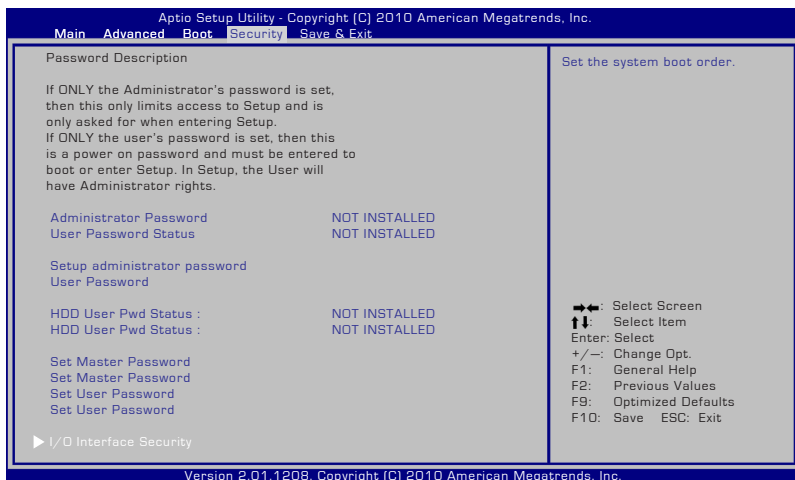 Aptio Setup Utility - Copyright (C) 2010 American Megatrends, Inc.
Main Advanced Boot Security Save & Exit
Password Description
If ONLY the Administrator's password is set,
then this only limits access to Setup and is
only asked for when entering Setup.
If ONLY the user's password is set, then this
is a power on password and must be entered to
boot or enter Setup. In Setup, the User will
have Administrator rights.
Administrator Password NOT INSTALLED
User Password Status NOT INSTALLED
Setup administrator password
User Password
HDD User Pwd Status : NOT INSTALLED
HDD User Pwd Status : NOT INSTALLED
Set Master Password
Set Master Password
Set User Password
Set User Password
I/O Interface Security
Set the system boot order.
→←: Select Screen
↑↓: Select Item
Enter: Select
+/—: Change Opt.
F1: General Help
F2: Previous Values
F9: Optimized Defaults
F10: Save ESC: Exit
Version 2.01.1208. Copyright (C) 2010 American Megatrends, Inc.